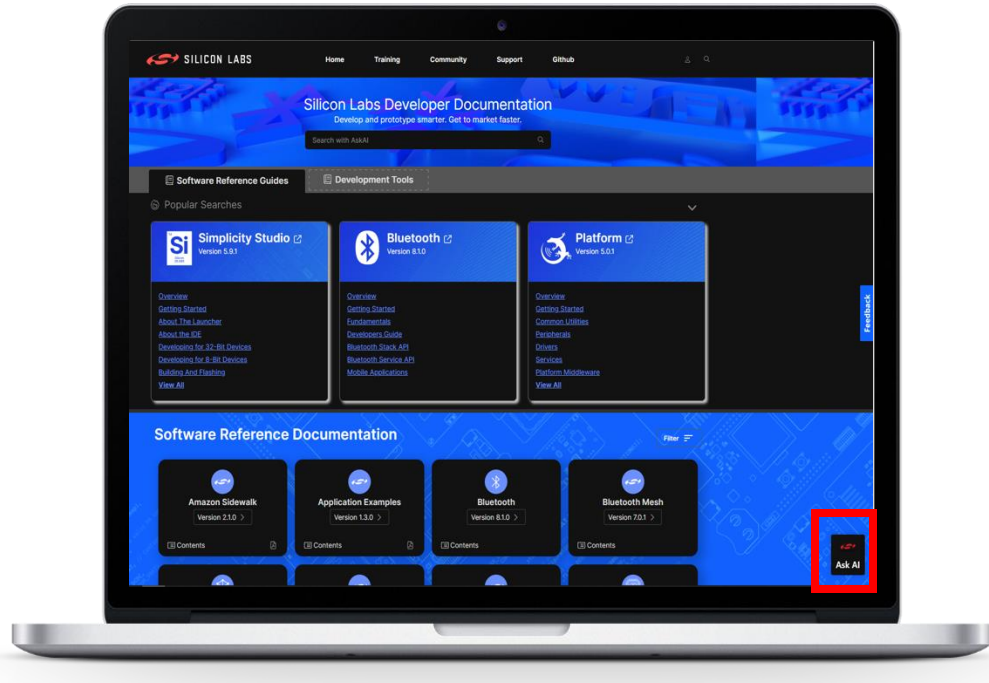 SILICON LABS
Home Training Community Support Github
Silicon Labs Developer Documentation
Develop and prototype smarter. Get to market faster.
Search with AskAI
Software Reference Guides Development Tools
Popular Searches
Si Simplicity Studio
Version 5.9.1
Overview
Getting Started
About The Launcher
About the IDE
Developing for 32-Bit Devices
Developing for 8-Bit Devices
Building And Flashing
View All
Bluetooth
Version 8.1.0
Overview
Getting Started
Fundamentals
Developers Guide
Bluetooth Stack API
Bluetooth Service API
Mobile Applications
Platform
Version 5.0.1
Overview
Getting Started
Common Utilities
Peripherals
Drivers
Services
Platform Middleware
View All
Feedback
Software Reference Documentation
Filter
Amazon Sidewalk
Version 2.1.0 >
Contents
Application Examples
Version 1.3.0 >
Contents
Bluetooth
Version 8.1.0 >
Contents
Bluetooth Mesh
Version 7.0.1 >
Contents
Ask AI